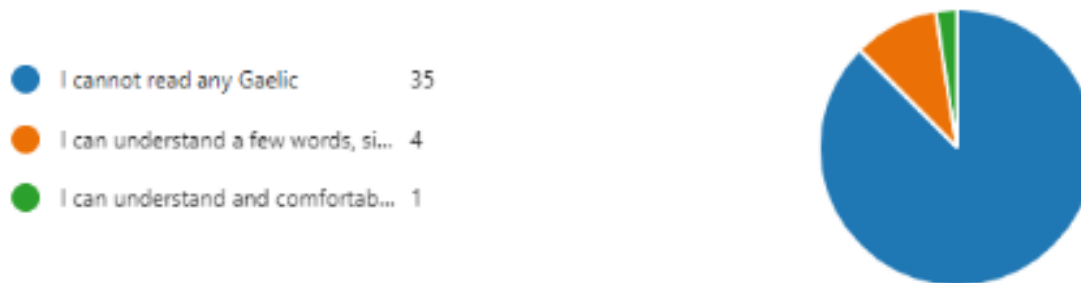 I cannot read any Gaelic 35
I can understand a few words, si... 4
I can understand and comfortab... 1